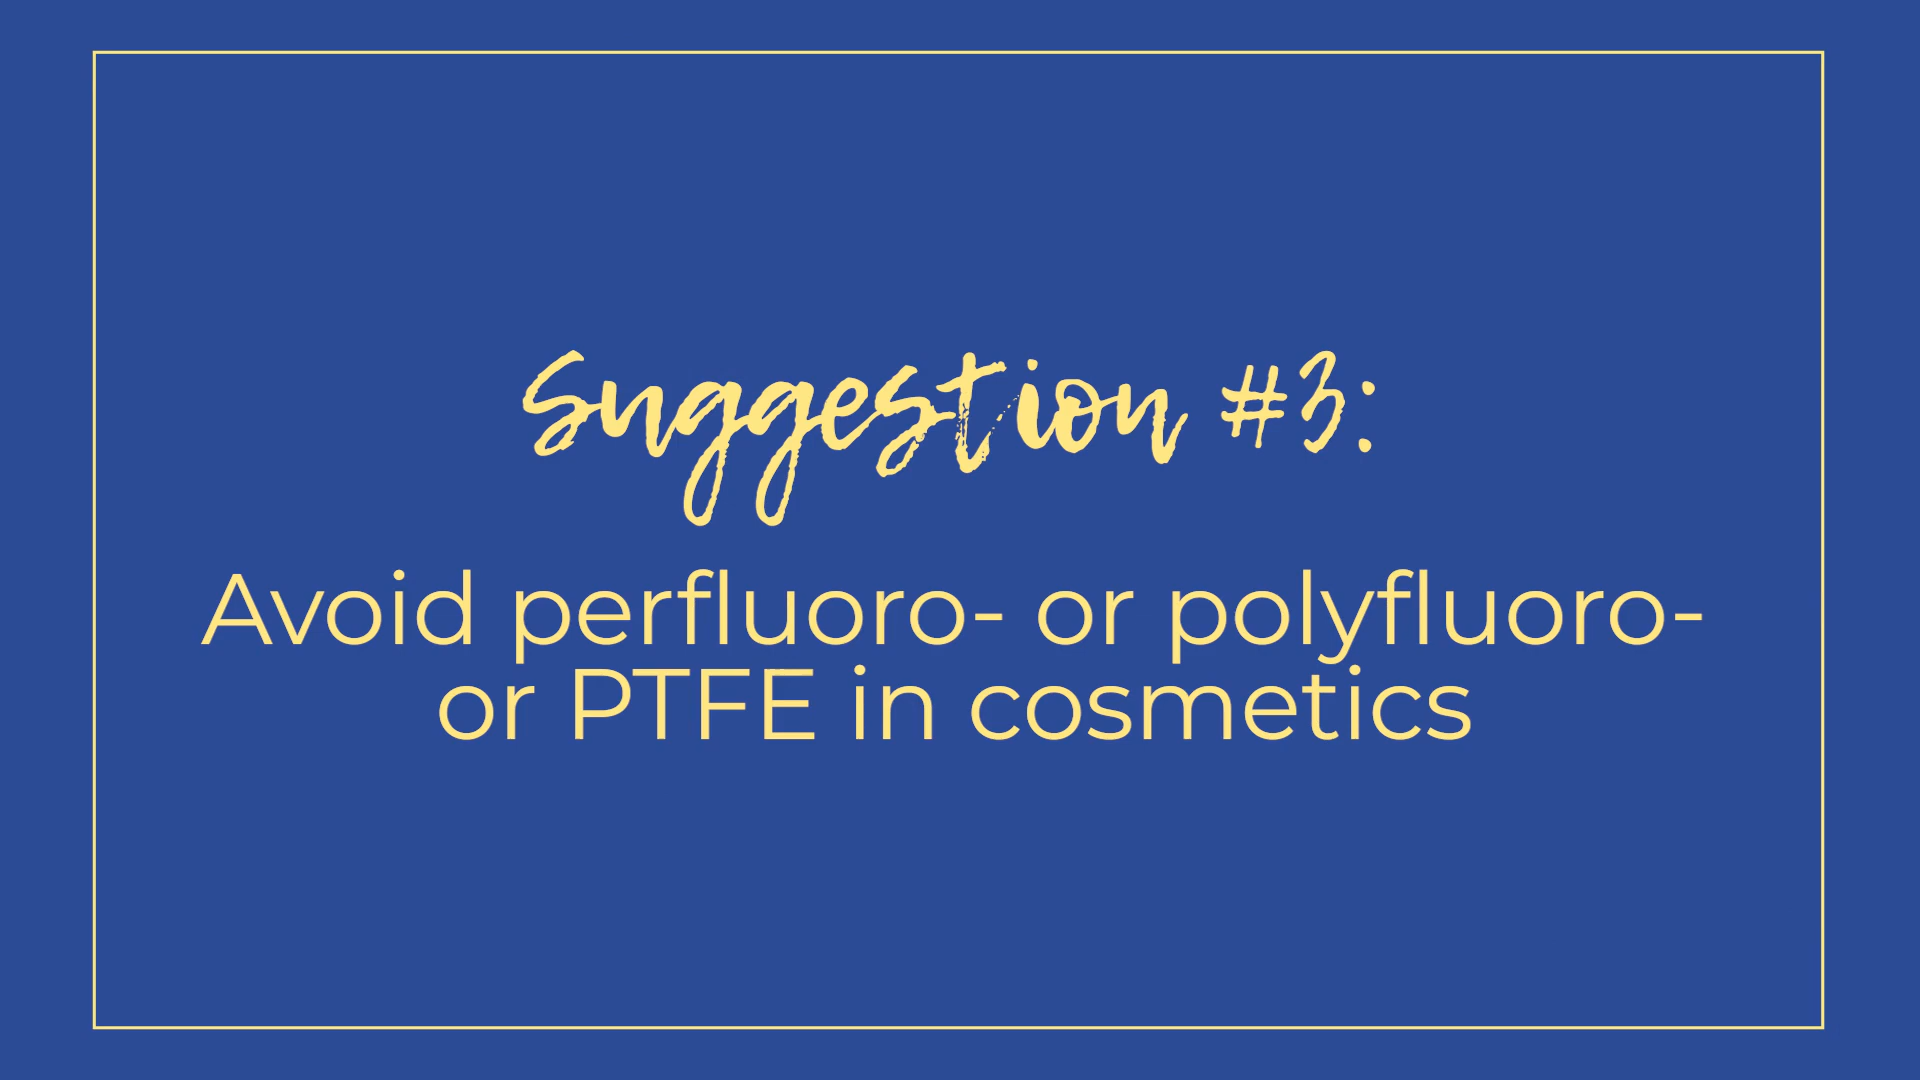 Suggestion #3:
Avoid perfluoro- or polyfluoro-
or PTFE in cosmetics